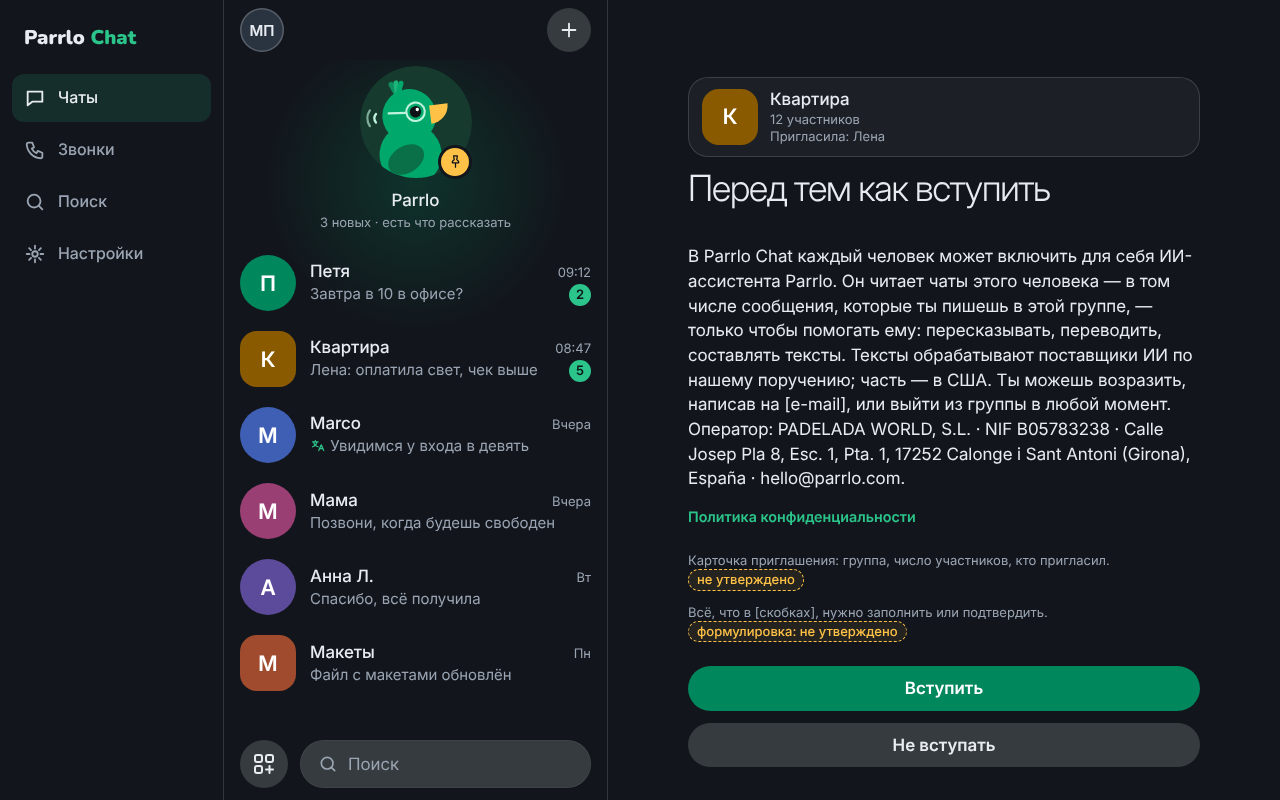 Parrlo Chat
Чаты
Звонки
Поиск
Настройки
МП
Parrlo
3 новых · есть что рассказать
П
Петя
09:12
Завтра в 10 в офисе?
2
К
Квартира
08:47
Лена: оплатила свет, чек выше
5
M
Marco
Вчера
Увидимся у входа в девять
М
Мама
Вчера
Позвони, когда будешь свободен
А
Анна Л.
Вт
Спасибо, всё получила
М
Макеты
Пн
Файл с макетами обновлён
Поиск
К
Квартира
12 участников
Пригласила: Лена
Перед тем как вступить
В Parrlo Chat каждый человек может включить для себя ИИ-
ассистента Parrlo. Он читает чаты этого человека — в том
числе сообщения, которые ты пишешь в этой группе, —
только чтобы помогать ему: пересказывать, переводить,
составлять тексты. Тексты обрабатывают поставщики ИИ по
нашему поручению; часть — в США. Ты можешь возразить,
написав на [e-mail], или выйти из группы в любой момент.
Оператор: PADELADA WORLD, S.L. · NIF B05783238 · Calle
Josep Pla 8, Esc. 1, Pta. 1, 17252 Calonge i Sant Antoni (Girona),
España · hello@parrlo.com.
Политика конфиденциальности
Карточка приглашения: группа, число участников, кто пригласил.
не утверждено
Всё, что в [скобках], нужно заполнить или подтвердить.
формулировка: не утверждено
Вступить
Не вступать